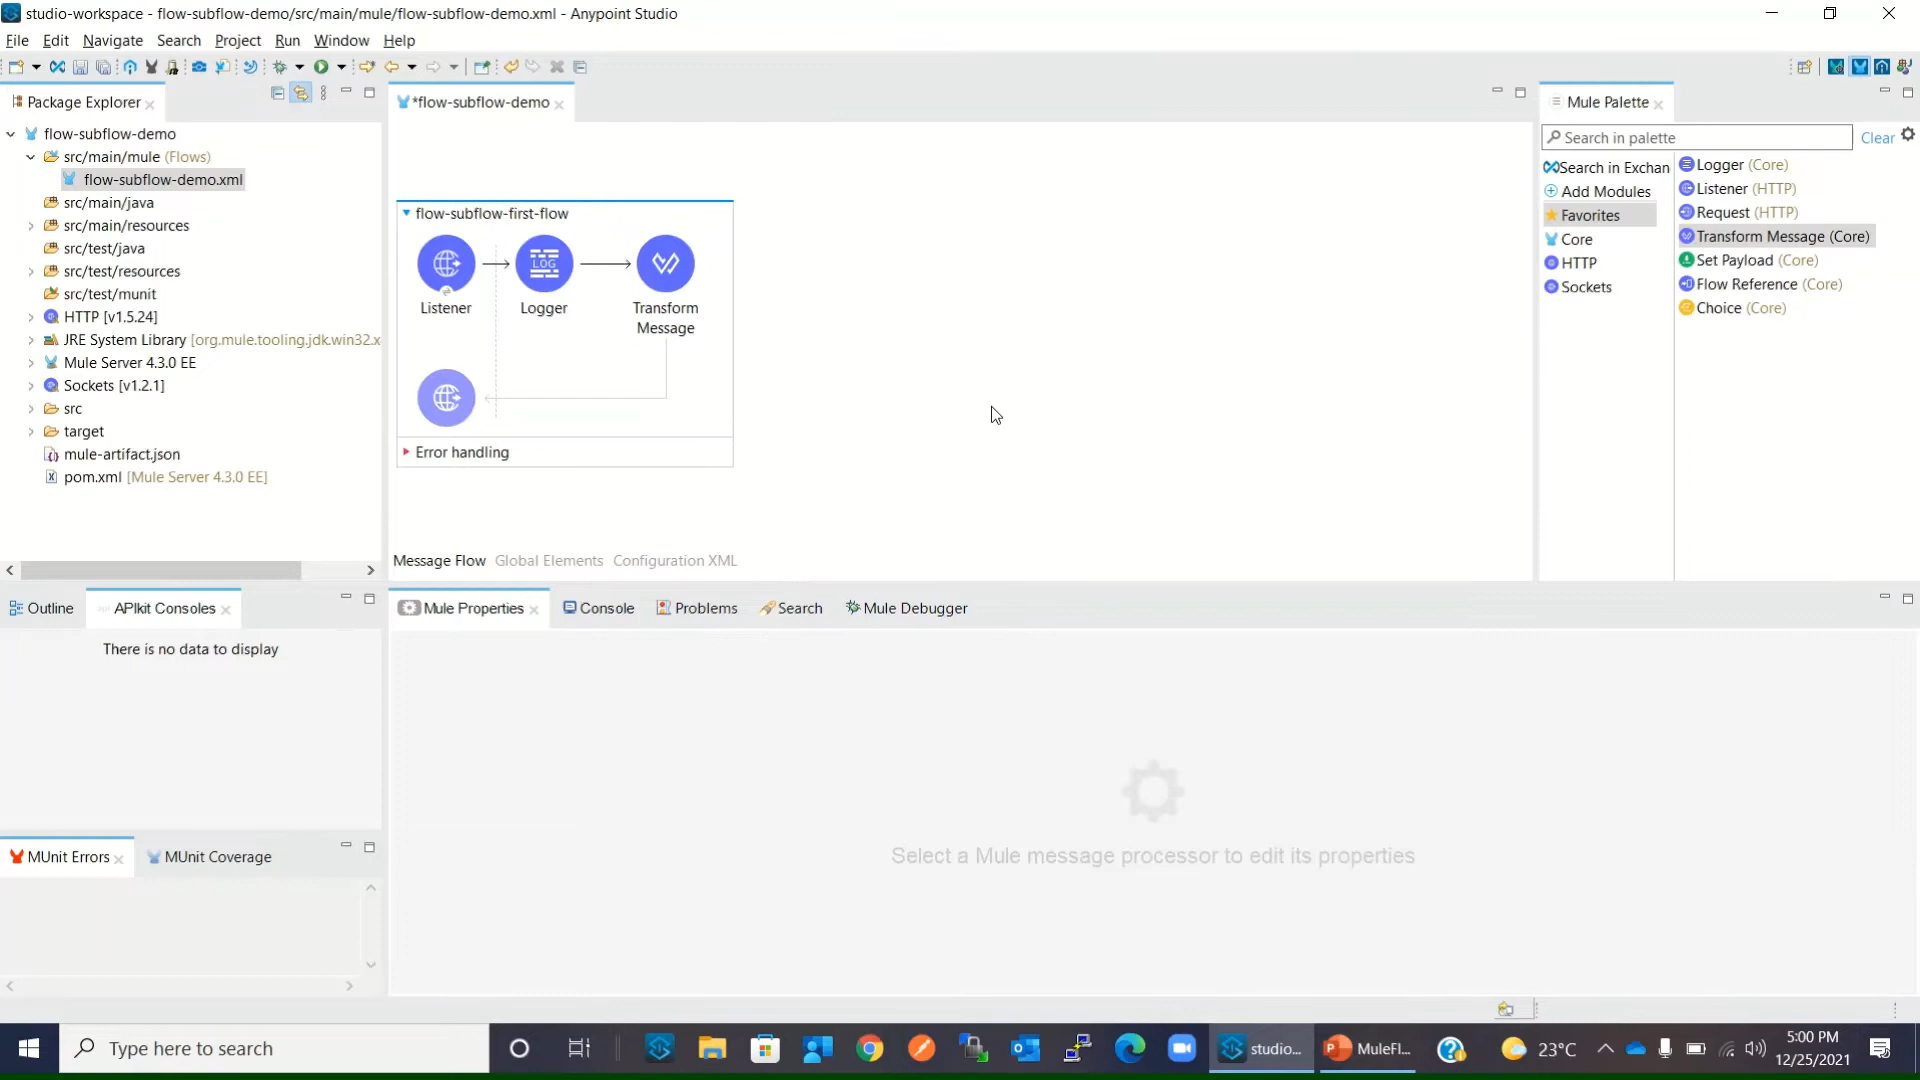 studio-workspace - flow-subflow-demo/src/main/mule/flow-subflow-demo.xml - Anypoint Studio
File Edit Navigate Search Project Run Window Help
Package Explorer
flow-subflow-demo
src/main/mule (Flows)
flow-subflow-demo.xml
src/main/java
src/main/resources
src/test/java
src/test/resources
src/test/munit
HTTP [v1.5.24]
JRE System Library [org.mule.tooling.jdk.win32.x
Mule Server 4.3.0 EE
Sockets [v1.2.1]
src
target
mule-artifact.json
pom.xml [Mule Server 4.3.0 EE]
*flow-subflow-demo
flow-subflow-first-flow
LOG
Listener
Logger
Transform
Message
Error handling
Message Flow Global Elements Configuration XML
Mule Palette
Search in palette
Clear
Search in Exchan
Add Modules
Favorites
Core
HTTP
Sockets
Logger (Core)
Listener (HTTP)
Request (HTTP)
Transform Message (Core)
Set Payload (Core)
Flow Reference (Core)
Choice (Core)
Outline
APIkit Consoles
There is no data to display
MUnit Errors
MUnit Coverage
Mule Properties
Console
Problems
Search
Mule Debugger
Select a Mule message processor to edit its properties
Type here to search
studio...
MuleFl...
23°C
5:00 PM
12/25/2021